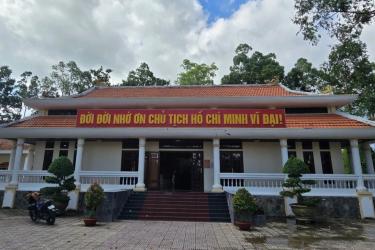 ĐỜI ĐỜI NHỚ ƠN CHỦ TỊCH HỒ CHÍ MINH VĨ ĐẠI!